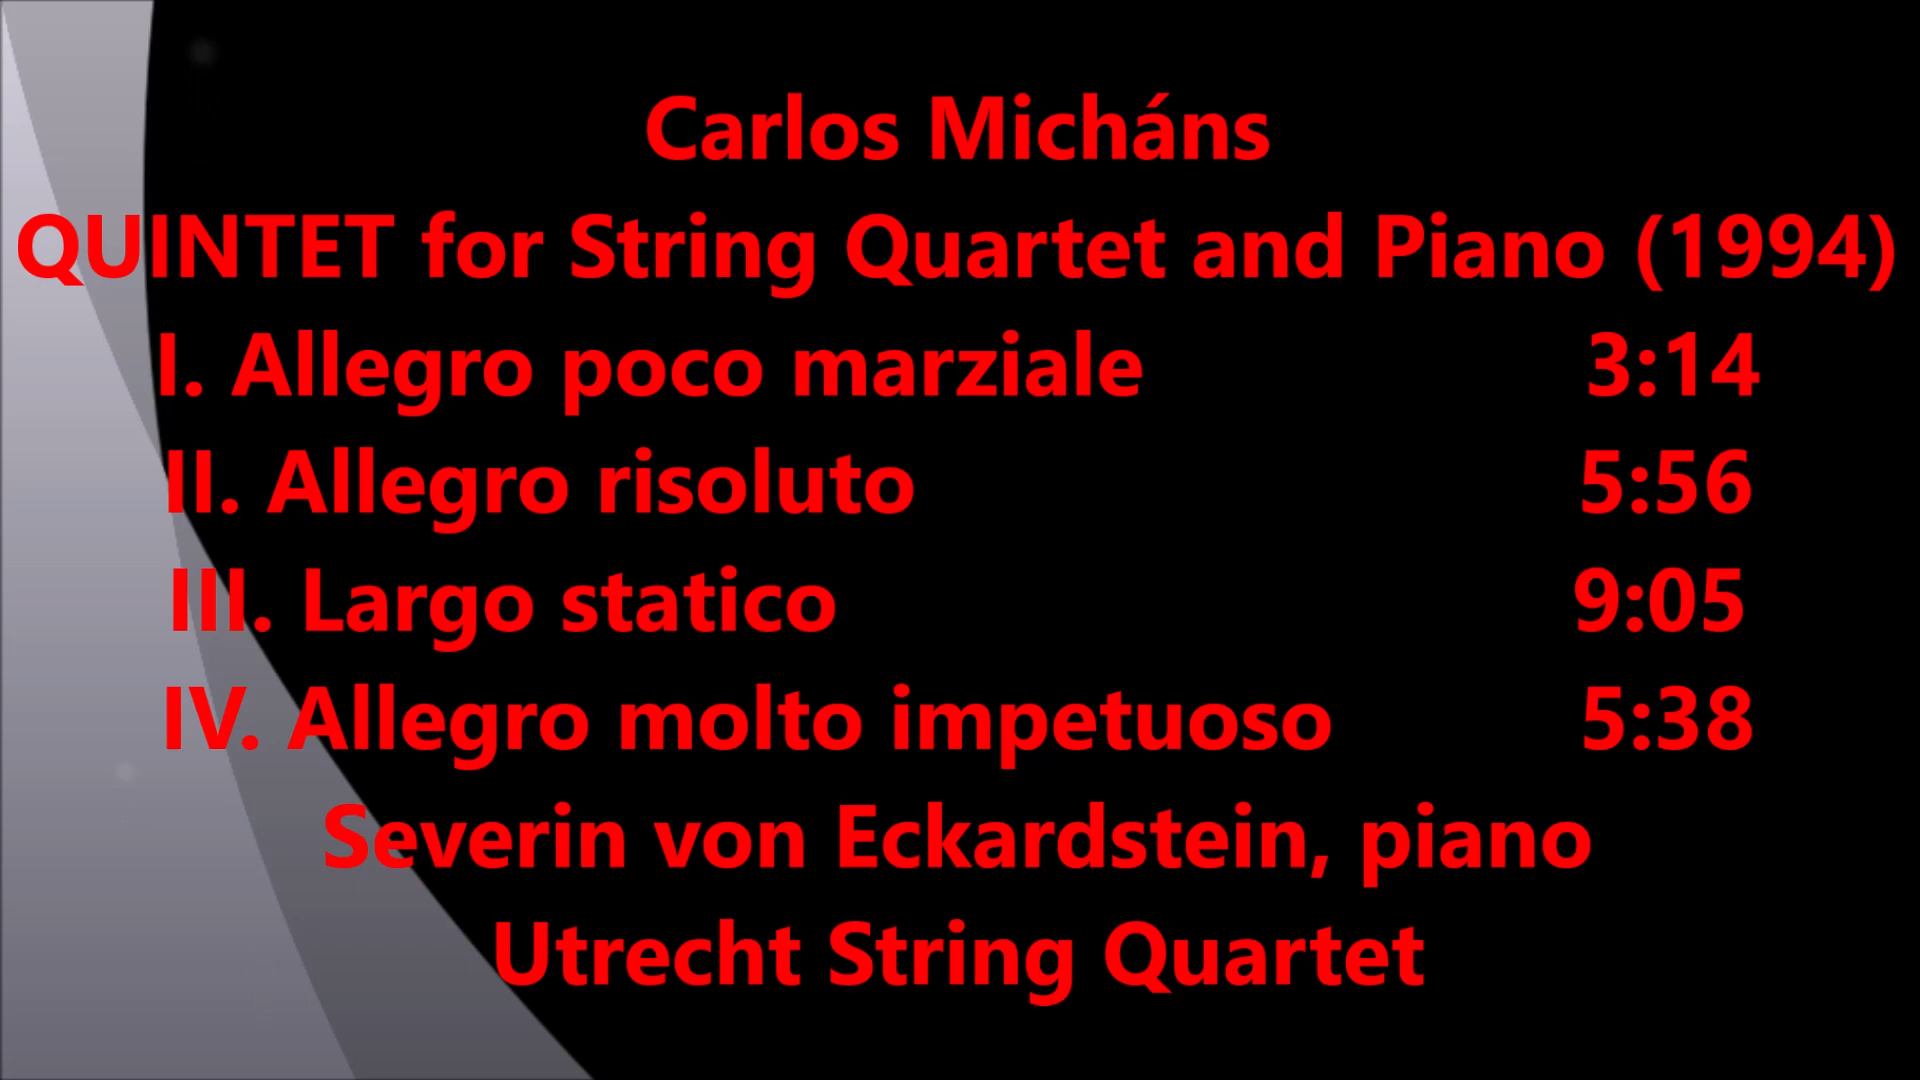 Carlos Micháns
QUINTET for String Quartet and Piano (1994)
I. Allegro poco marziale 3:14
II. Allegro risoluto 5:56
III. Largo statico 9:05
IV. Allegro molto impetuoso 5:38
Severin von Eckardstein, piano
Utrecht String Quartet